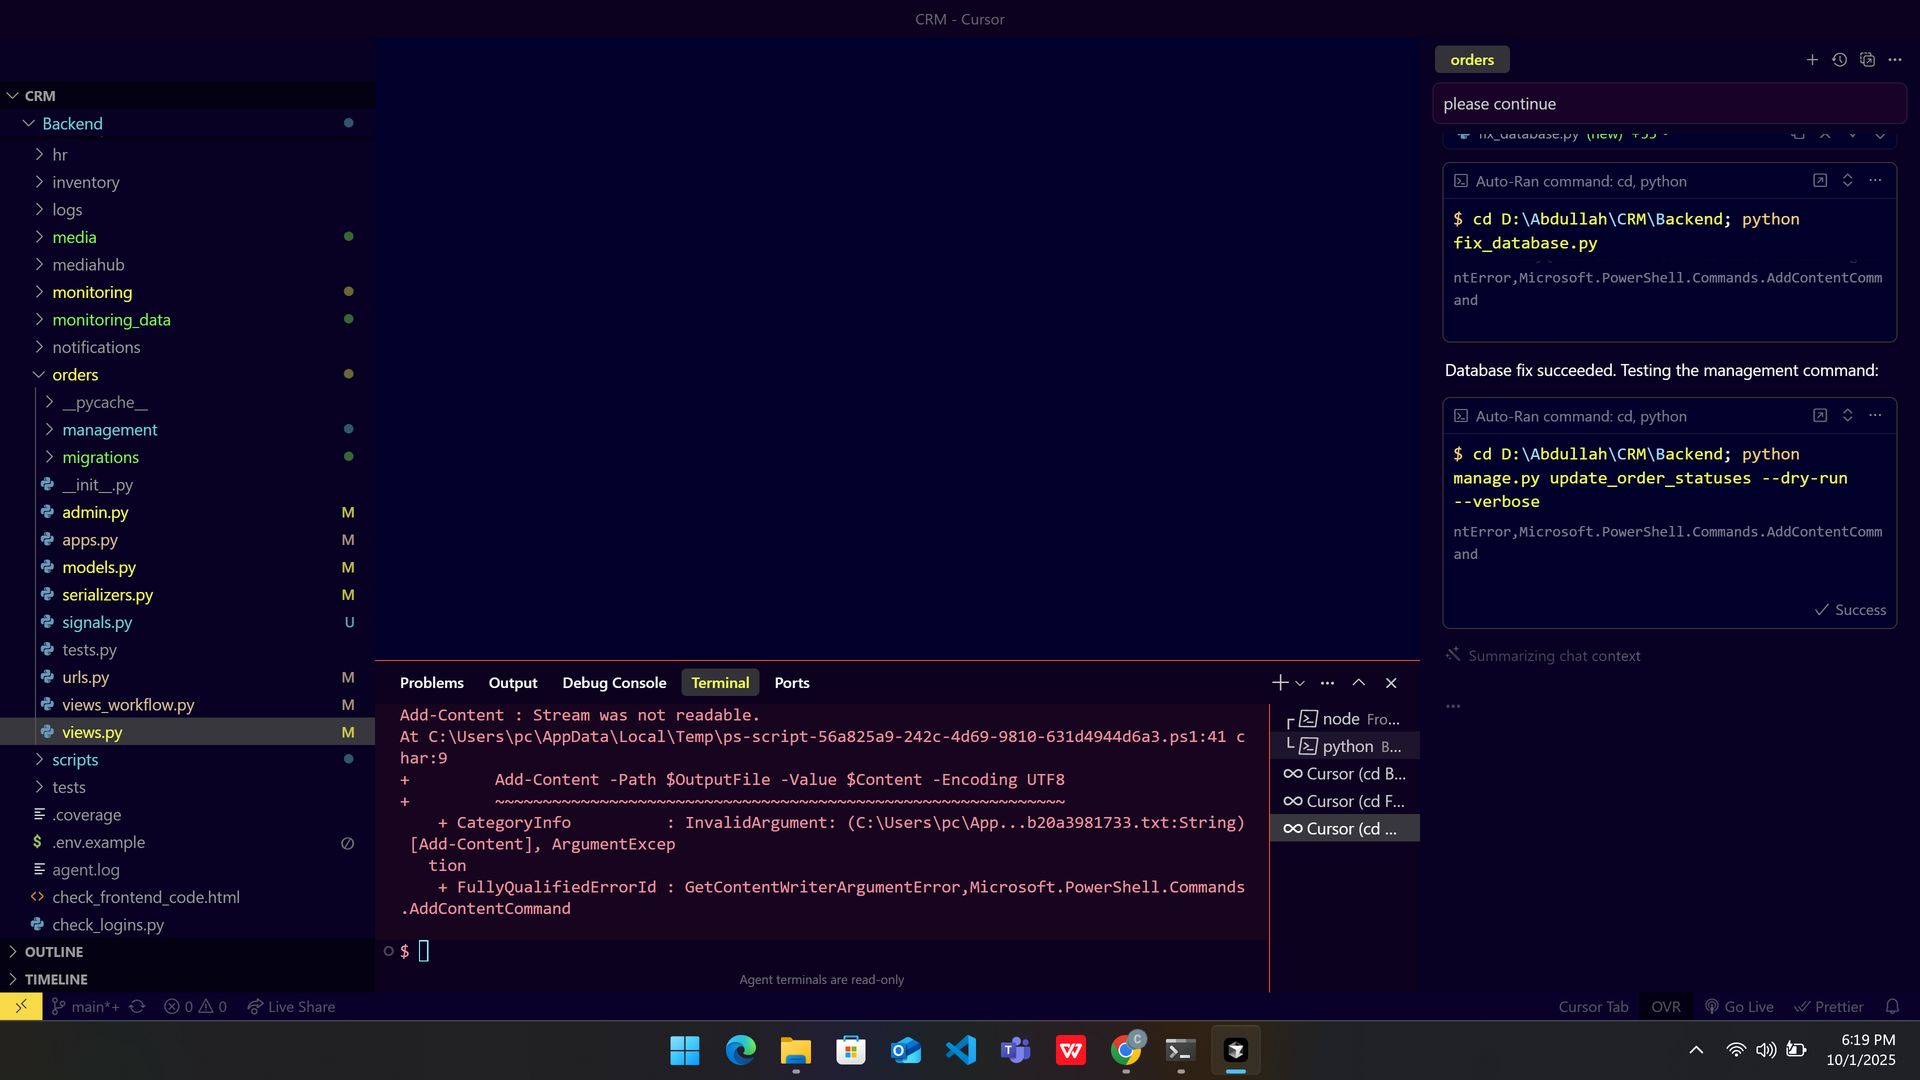 CRM - Cursor
CRM
Backend
hr
inventory
logs
media
mediahub
monitoring
monitoring_data
notifications
orders
__pycache__
management
migrations
__init__.py
admin.py M
apps.py M
models.py M
serializers.py M
signals.py U
tests.py
urls.py M
views_workflow.py M
views.py M
scripts
tests
.coverage
$ .env.example
agent.log
<> check_frontend_code.html
check_logins.py
OUTLINE
TIMELINE
Problems Output Debug Console Terminal Ports
Add-Content : Stream was not readable.
At C:\Users\pc\AppData\Local\Temp\ps-script-56a825a9-242c-4d69-9810-631d4944d6a3.ps1:41 c
har:9
+         Add-Content -Path $OutputFile -Value $Content -Encoding UTF8
+         ~~~~~~~~~~~~~~~~~~~~~~~~~~~~~~~~~~~~~~~~~~~~~~~~~~~~~~~~~~~~
    + CategoryInfo          : InvalidArgument: (C:\Users\pc\App...b20a3981733.txt:String)
 [Add-Content], ArgumentExcep
   tion
    + FullyQualifiedErrorId : GetContentWriterArgumentError,Microsoft.PowerShell.Commands
.AddContentCommand
$
Agent terminals are read-only
node Fro...
python B...
Cursor (cd B...
Cursor (cd F...
Cursor (cd ...
orders
please continue
fix_database.py (new) +55 -
Auto-Ran command: cd, python
$ cd D:\Abdullah\CRM\Backend; python
fix_database.py
ntError,Microsoft.PowerShell.Commands.AddContentComm
and
Database fix succeeded. Testing the management command:
Auto-Ran command: cd, python
$ cd D:\Abdullah\CRM\Backend; python
manage.py update_order_statuses --dry-run
--verbose
ntError,Microsoft.PowerShell.Commands.AddContentComm
and
Success
Summarizing chat context
main*+ 0 0 Live Share
Cursor Tab OVR Go Live Prettier
6:19 PM
10/1/2025